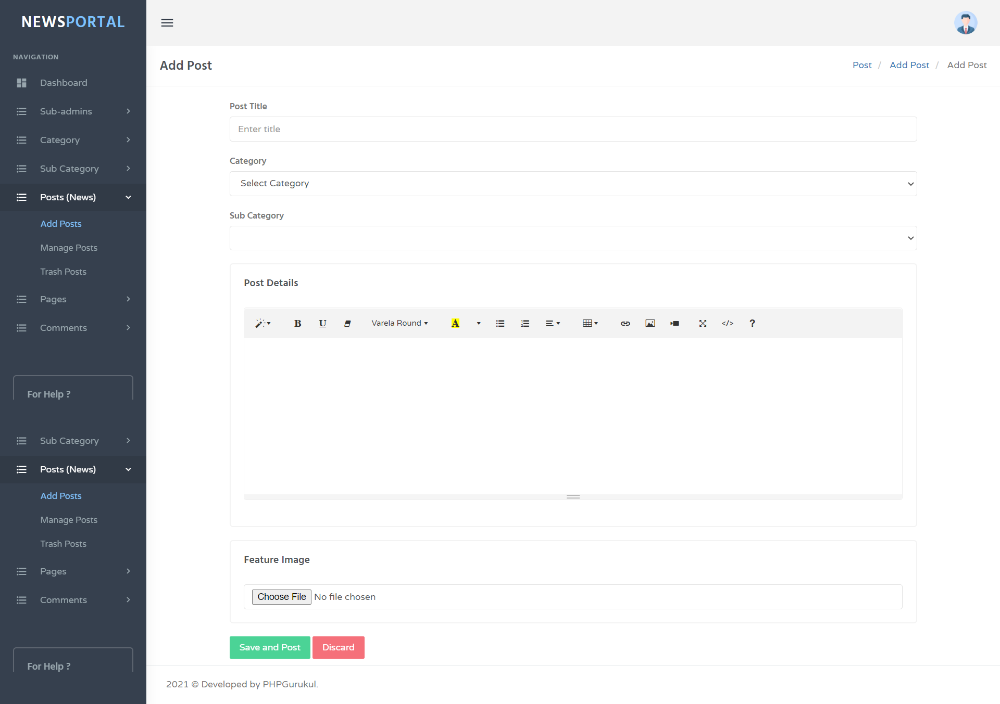 NEWSPORTAL
NAVIGATION
Dashboard
Sub-admins
Category
Sub Category
Posts (News)
Add Posts
Manage Posts
Trash Posts
Pages
Comments
For Help ?
Sub Category
Posts (News)
Add Posts
Manage Posts
Trash Posts
Pages
Comments
For Help ?
Add Post
Post / Add Post / Add Post
Post Title
Enter title
Category
Select Category
Sub Category
Post Details
B U Varela Round A </> ?
Feature Image
Choose File No file chosen
Save and Post Discard
2021 © Developed by PHPGurukul.